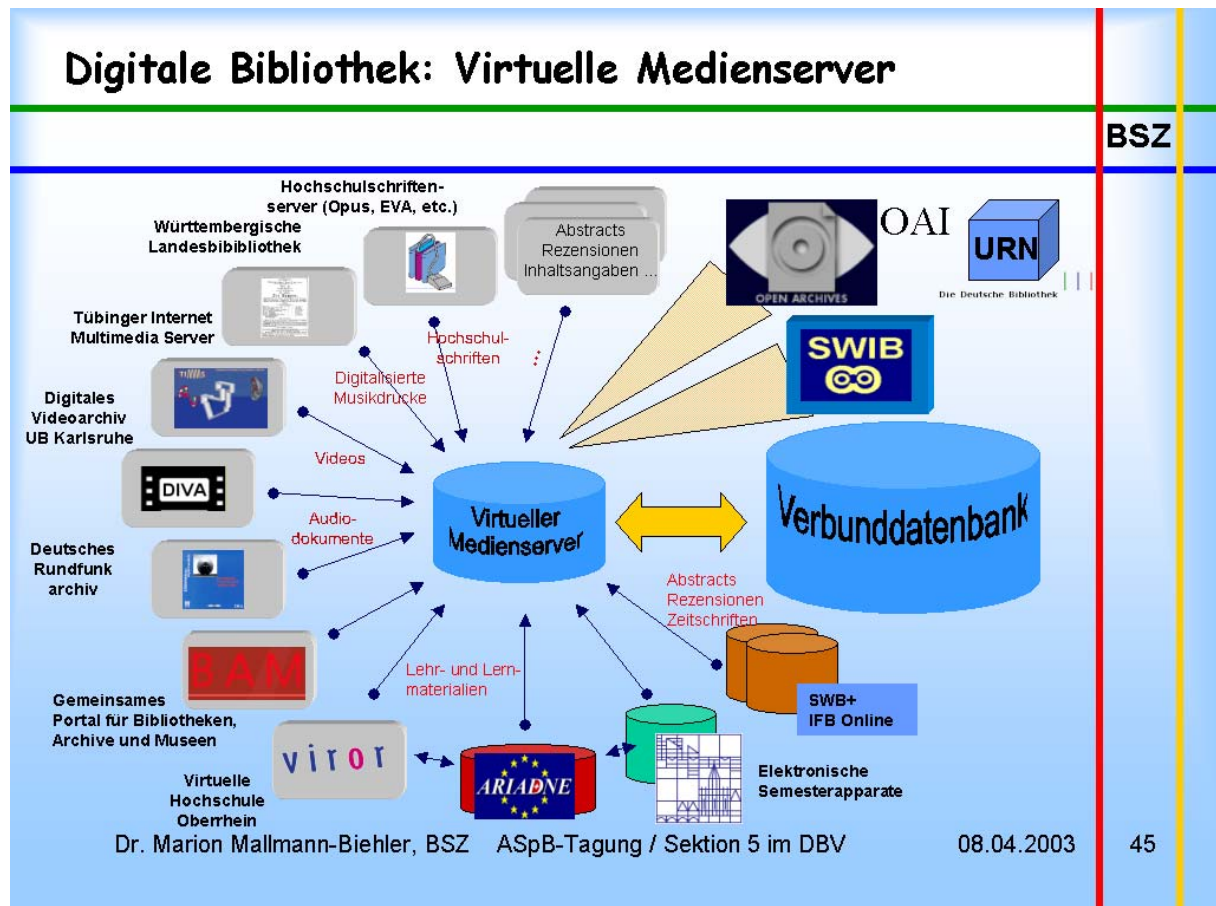 Digitale Bibliothek: Virtuelle Medienserver
BSZ
Hochschulschriften-
server (Opus, EVA, etc.)
Württembergische
Landesbibibliothek
Abstracts
Rezensionen
Inhaltsangaben ...
OPEN ARCHIVES
OAI
URN
Die Deutsche Bibliothek
Tübinger Internet
Multimedia Server
Hochschul-
schriften
...
SWIB
Digitalisierte
Musikdrucke
Digitales
Videoarchiv
UB Karlsruhe
Videos
DIVA
Virtueller
Medienserver
Verbunddatenbank
Audio-
dokumente
Deutsches
Rundfunk
archiv
Abstracts
Rezensionen
Zeitschriften
BAM
Lehr- und Lern-
materialien
Gemeinsames
Portal für Bibliotheken,
Archive und Museen
SWB+
IFB Online
viror
Virtuelle
Hochschule
Oberrhein
ARIADNE
Elektronische
Semesterapparate
Dr. Marion Mallmann-Biehler, BSZ ASpB-Tagung / Sektion 5 im DBV 08.04.2003 45